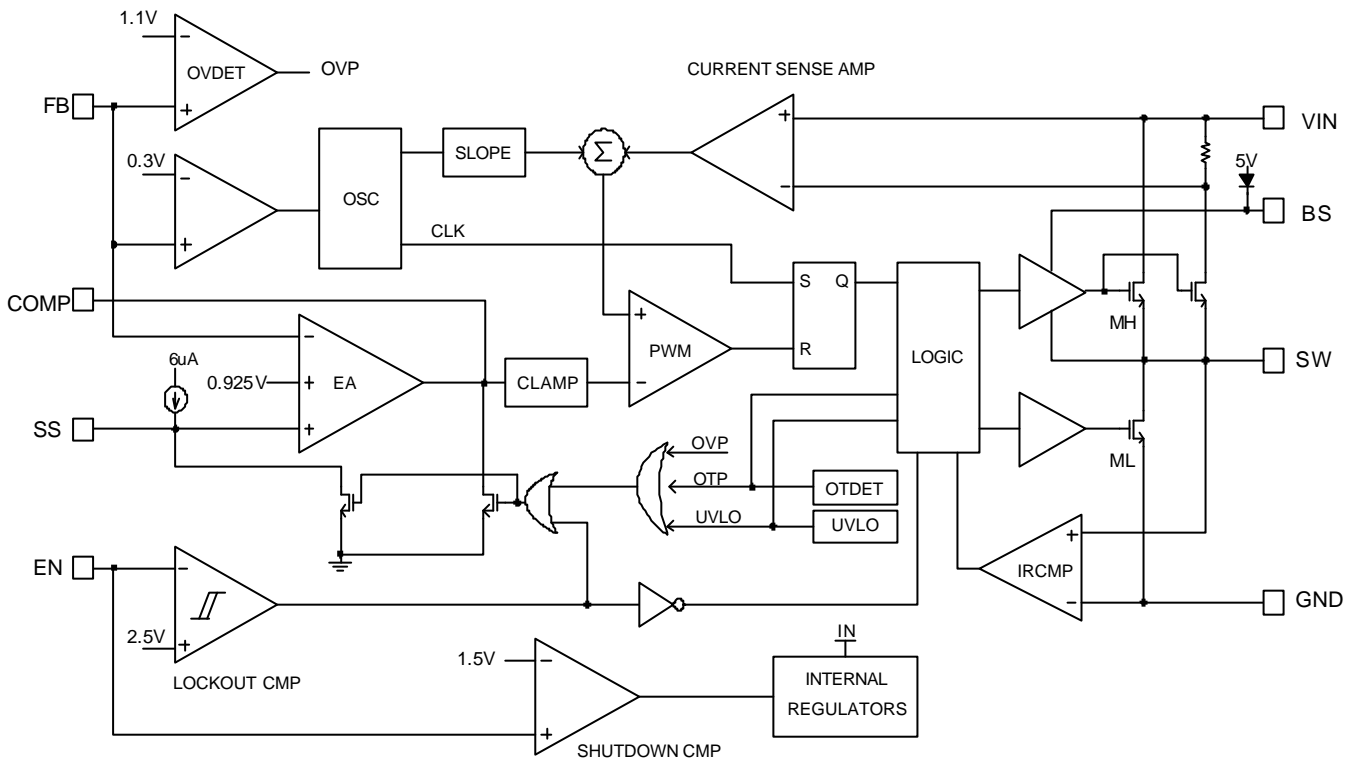 1.1V
OVDET
OVP
CURRENT SENSE AMP
FB
VIN
0.3V
SLOPE
Σ
5V
OSC
BS
CLK
COMP
S Q
R
PWM
MH
LOGIC
6uA
0.925V
EA
CLAMP
SW
SS
ML
OVP
OTP
OTDET
UVLO
UVLO
EN
IRCMP
GND
2.5V
LOCKOUT CMP
1.5V
IN
INTERNAL
REGULATORS
SHUTDOWN CMP